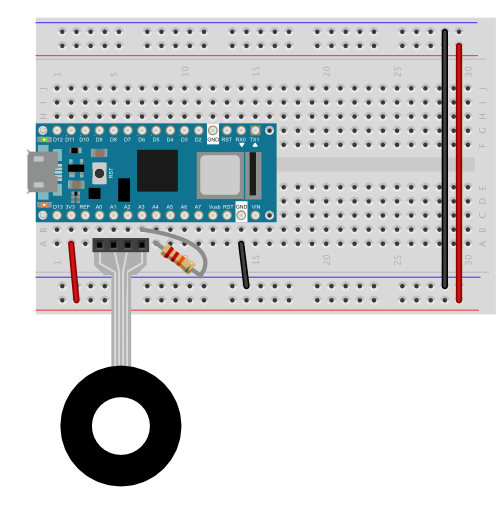 1 5 10 15 20 25 30
J J
I I
H H
G
F
D12 D11 D10 D9 D8 D7 D6 D5 D4 D3 D2 GND RST RX0 TX1
RST
E
D
C
D13 3V3 REF A0 A1 A2 A3 A4 A5 A6 A7 Vusb RST GND VIN
B B
A A
1 15 20 25 30